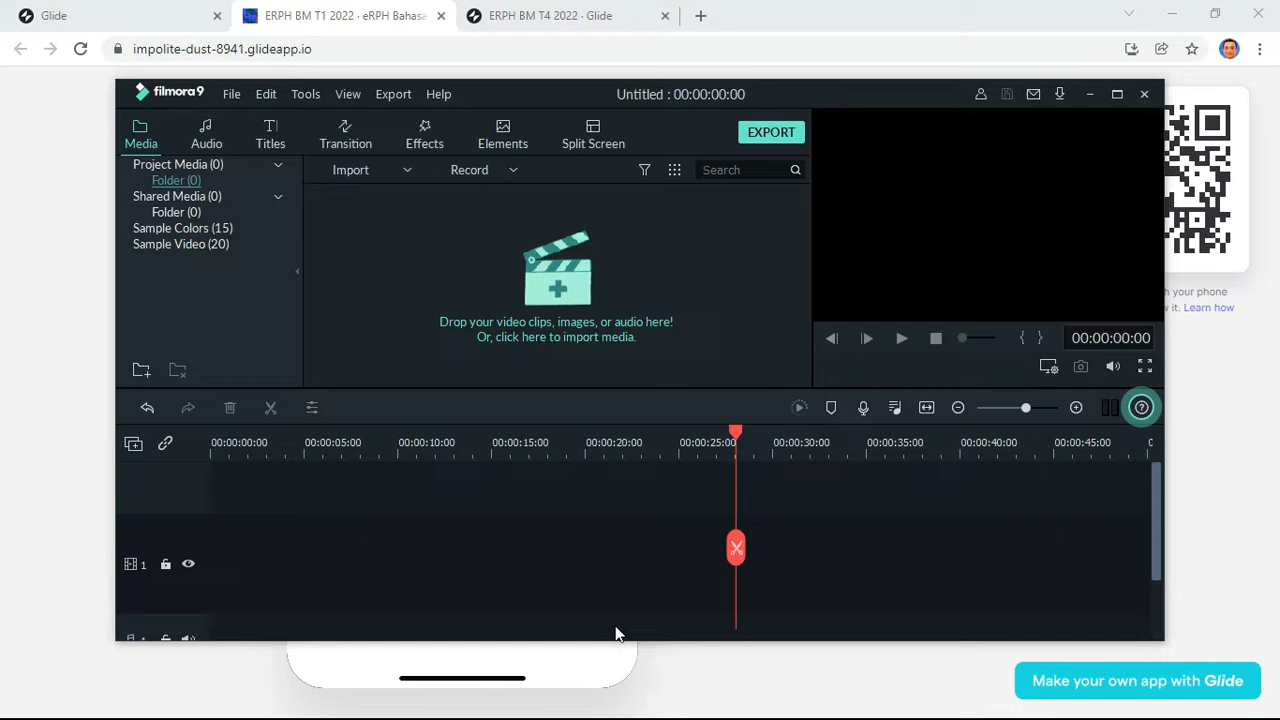 Glide
ERPH BM T1 2022 · eRPH Bahasa
ERPH BM T4 2022 · Glide
impolite-dust-8941.glideapp.io
filmora9
File
Edit
Tools
View
Export
Help
Untitled : 00:00:00:00
Media
Audio
Titles
Transition
Effects
Elements
Split Screen
EXPORT
Project Media (0)
Folder (0)
Shared Media (0)
Folder (0)
Sample Colors (15)
Sample Video (20)
Import
Record
Search
Drop your video clips, images, or audio here!
Or, click here to import media.
00:00:00:00
your phone
it. Learn how
00:00:00:00
00:00:05:00
00:00:10:00
00:00:15:00
00:00:20:00
00:00:25:00
00:00:30:00
00:00:35:00
00:00:40:00
00:00:45:00
1
Make your own app with Glide